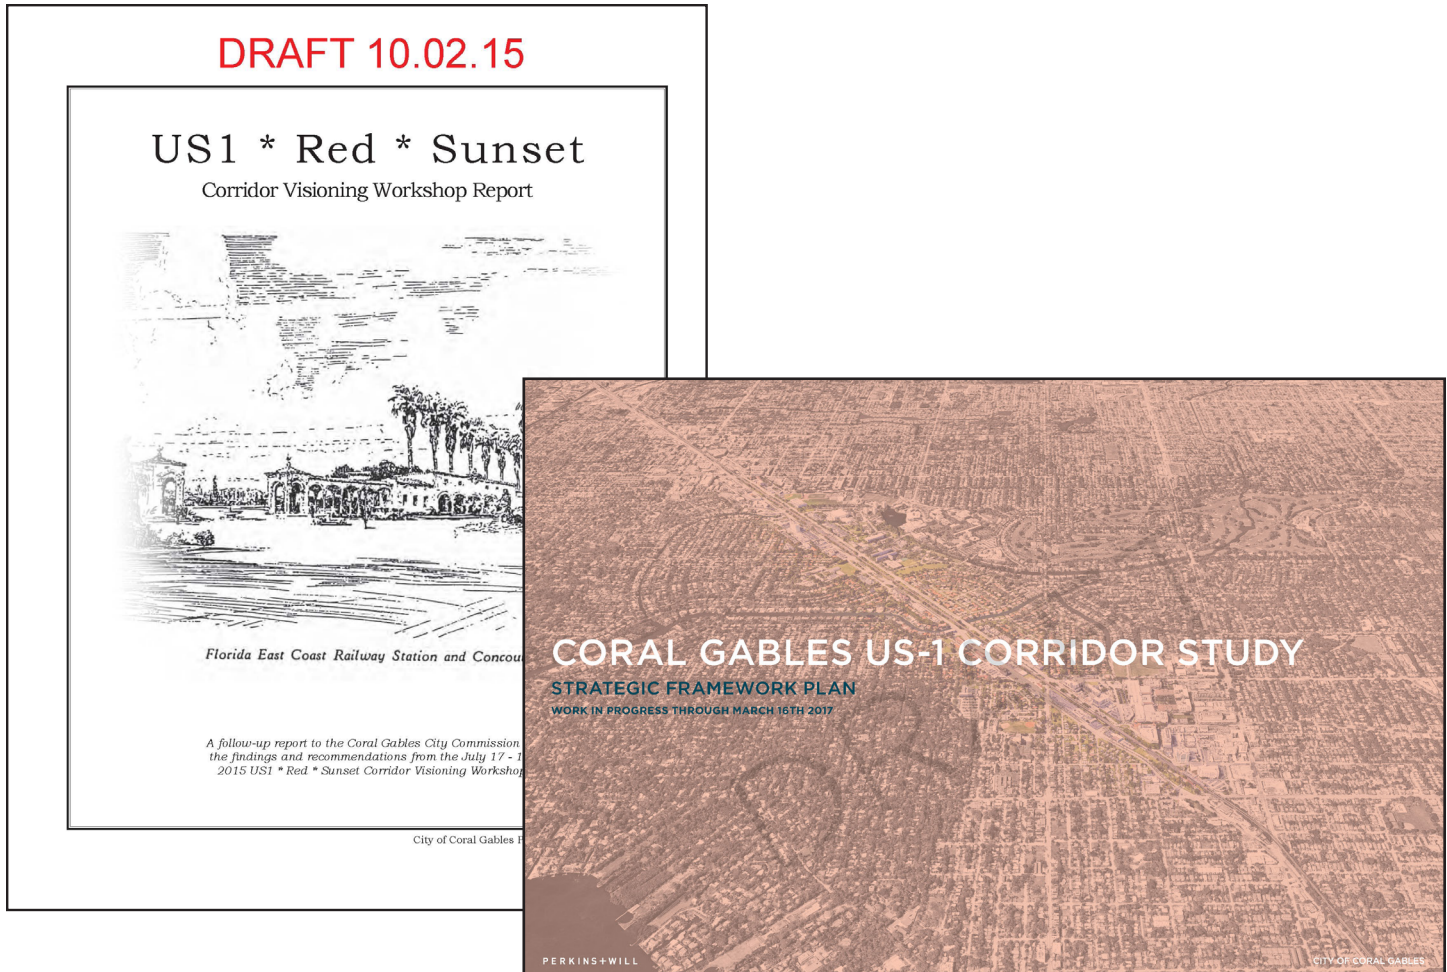 DRAFT 10.02.15
US1 * Red * Sunset
Corridor Visioning Workshop Report
Florida East Coast Railway Station and
A follow-up report to the Coral Gables City Commission
the findings and recommendations from the July 17 -
2015 US1 * Red * Sunset Corridor Visioning Workshop
City of Coral Gables
CORAL GABLES US-1 CORRIDOR STUDY
STRATEGIC FRAMEWORK PLAN
WORK IN PROGRESS THROUGH MARCH 16TH 2017
PERKINS+WILL
CITY OF CORAL GABLES